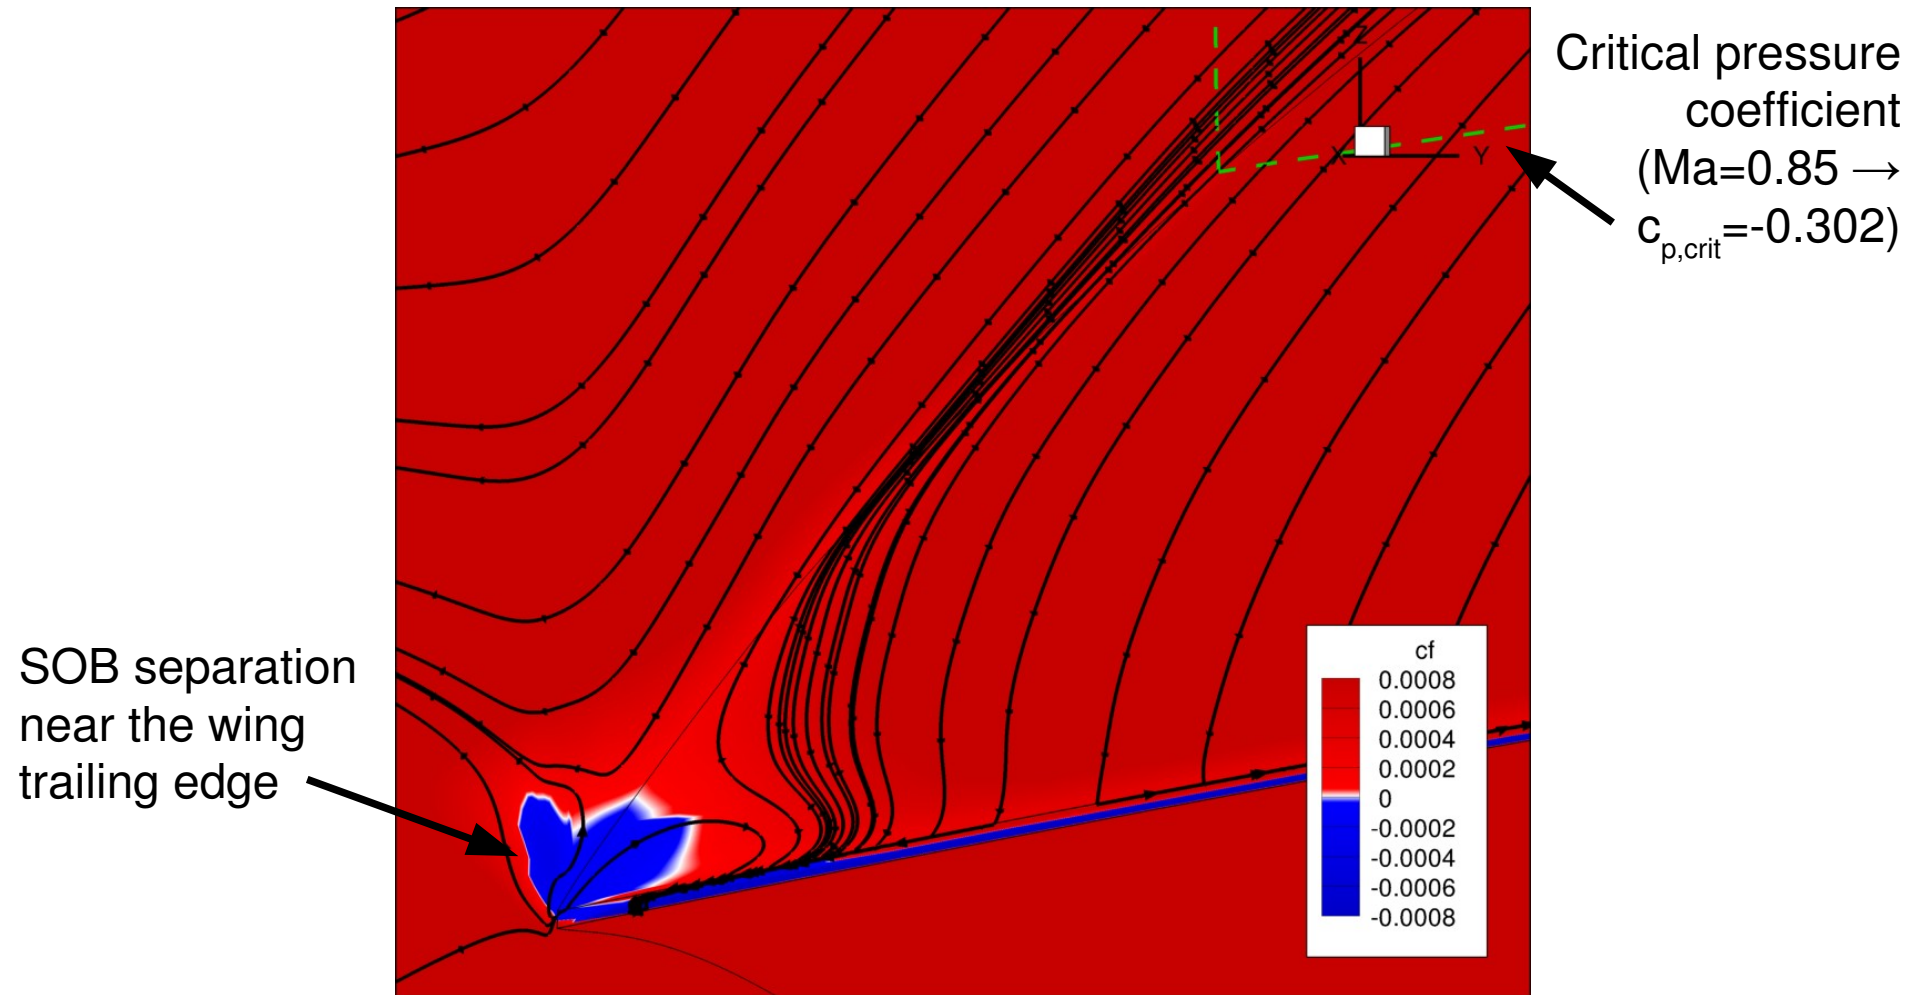 Critical pressure
coefficient
(Ma=0.85 →
cp,crit=-0.302)
Z
X
Y
SOB separation
near the wing
trailing edge
cf
0.0008
0.0006
0.0004
0.0002
0
-0.0002
-0.0004
-0.0006
-0.0008